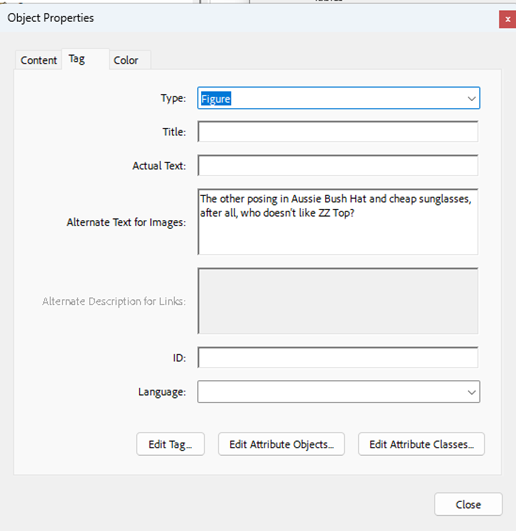 Object Properties
x
Content Tag Color
Type: Figure
Title:
Actual Text:
Alternate Text for Images: The other posing in Aussie Bush Hat and cheap sunglasses,
after all, who doesn't like ZZ Top?
Alternate Description for Links:
ID:
Language:
Edit Tag... Edit Attribute Objects... Edit Attribute Classes...
Close